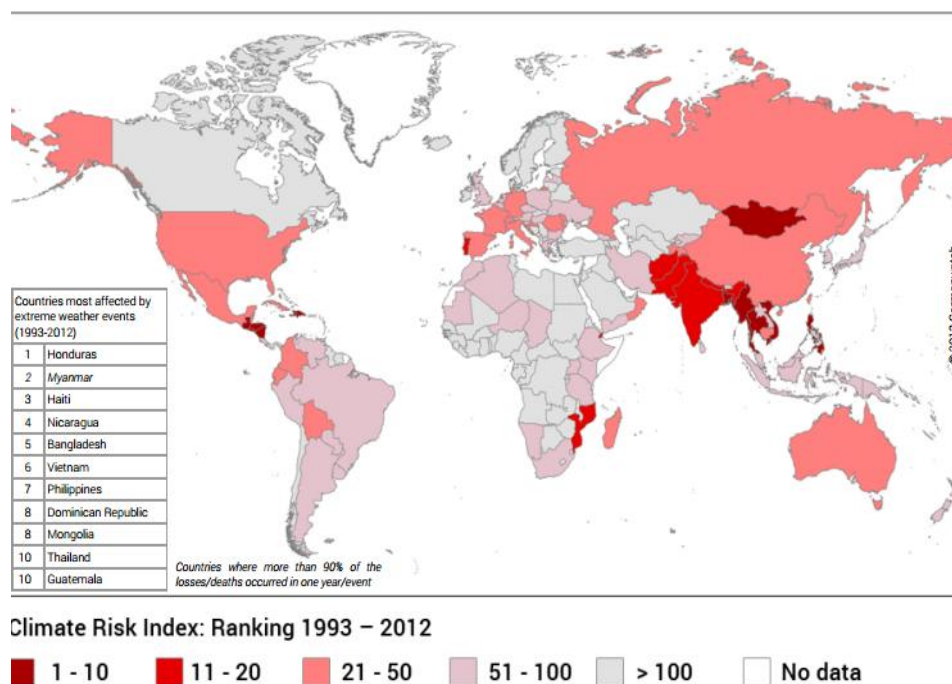 Countries most affected by
extreme weather events
(1993-2012)
1 Honduras
2 Myanmar
3 Haiti
4 Nicaragua
5 Bangladesh
6 Vietnam
7 Philippines
8 Dominican Republic
8 Mongolia
10 Thailand
10 Guatemala
Countries where more than 90% of the
losses/deaths occurred in one year/event
Climate Risk Index: Ranking 1993 – 2012
1 - 10 11 - 20 21 - 50 51 - 100 > 100 No data